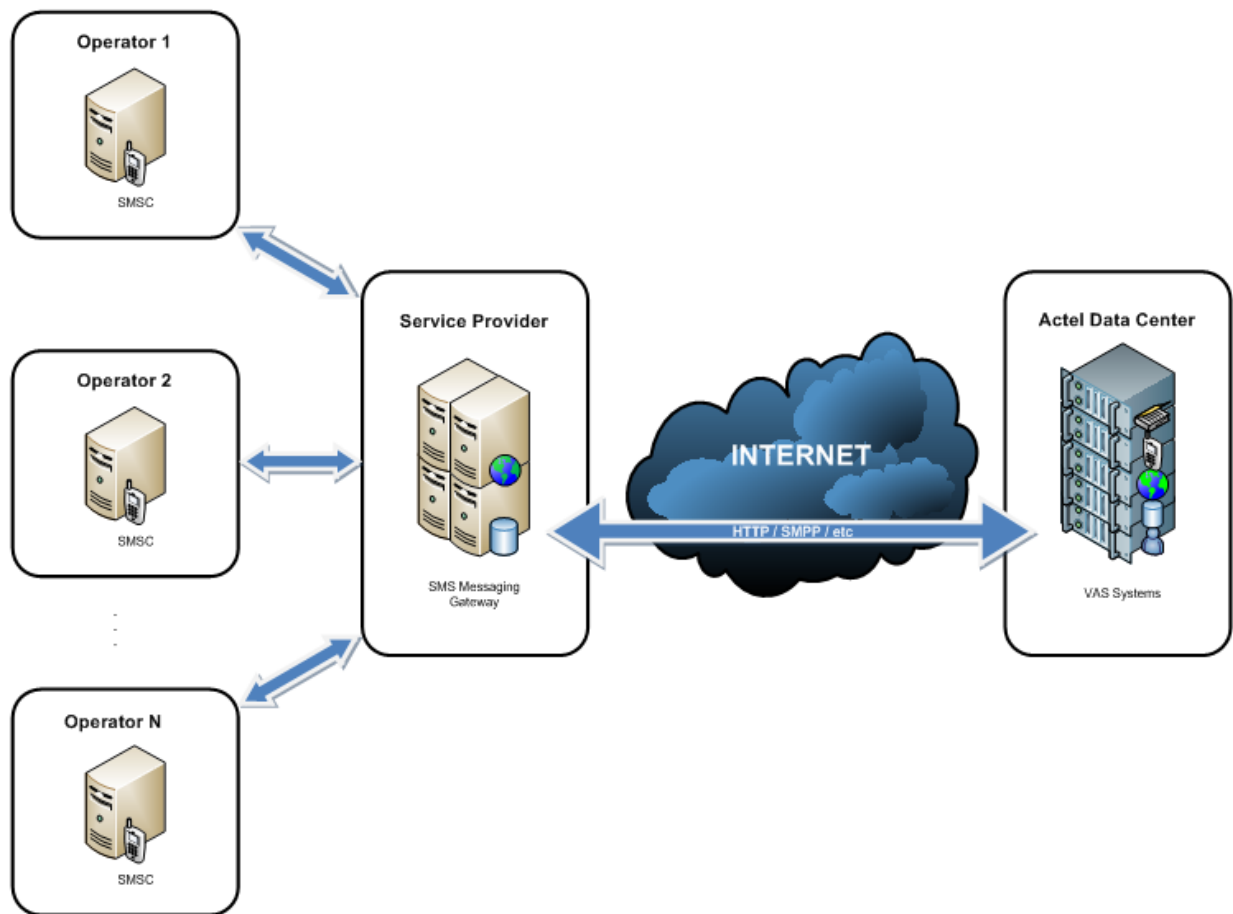 Operator 1
SMSC
Operator 2
SMSC
.
.
.
Operator N
SMSC
Service Provider
SMS Messaging
Gateway
INTERNET
HTTP / SMPP / etc
Actel Data Center
VAS Systems